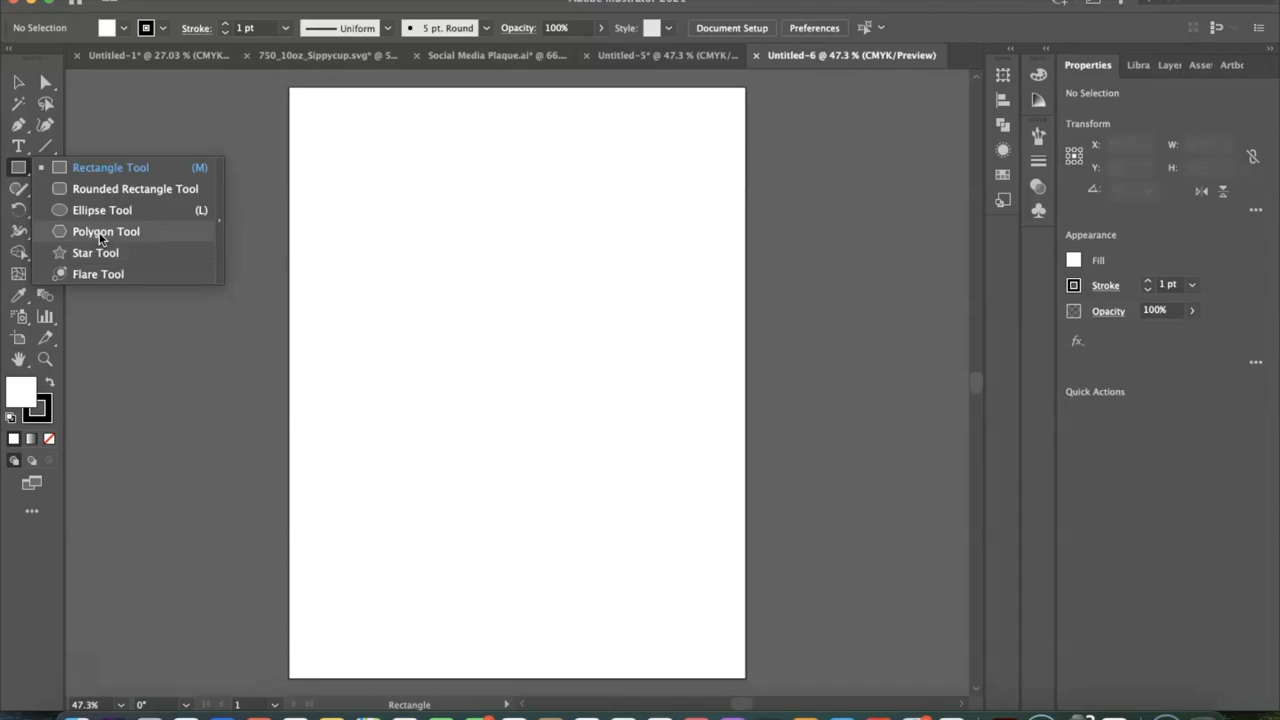 No Selection Stroke: 1 pt Uniform 5 pt. Round Opacity: 100% Style: Document Setup Preferences
Untitled-1* @ 27.03 % (CMYK... 750_10oz_Sippycup.svg* @ 5... Social Media Plaque.ai* @ 66.... Untitled-5* @ 47.3 % (CMYK/... Untitled-6 @ 47.3 % (CMYK/Preview)
Rectangle Tool (M)
Rounded Rectangle Tool
Ellipse Tool (L)
Polygon Tool
Star Tool
Flare Tool
Properties Libra Layer Asse Artb
No Selection
Transform
X: W:
Y: H:
Appearance
Fill
Stroke 1 pt
Opacity 100%
fx.
Quick Actions
47.3% 0° 1 Rectangle